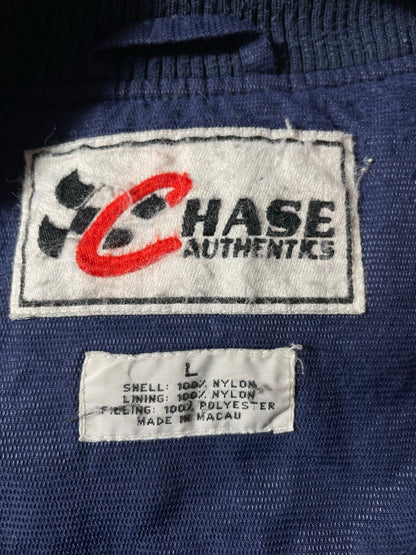 CHASE
AUTHENTICS
L
SHELL: 100% NYLON
LINING: 100% NYLON
FILLING: 100% POLYESTER
MADE IN MACAU